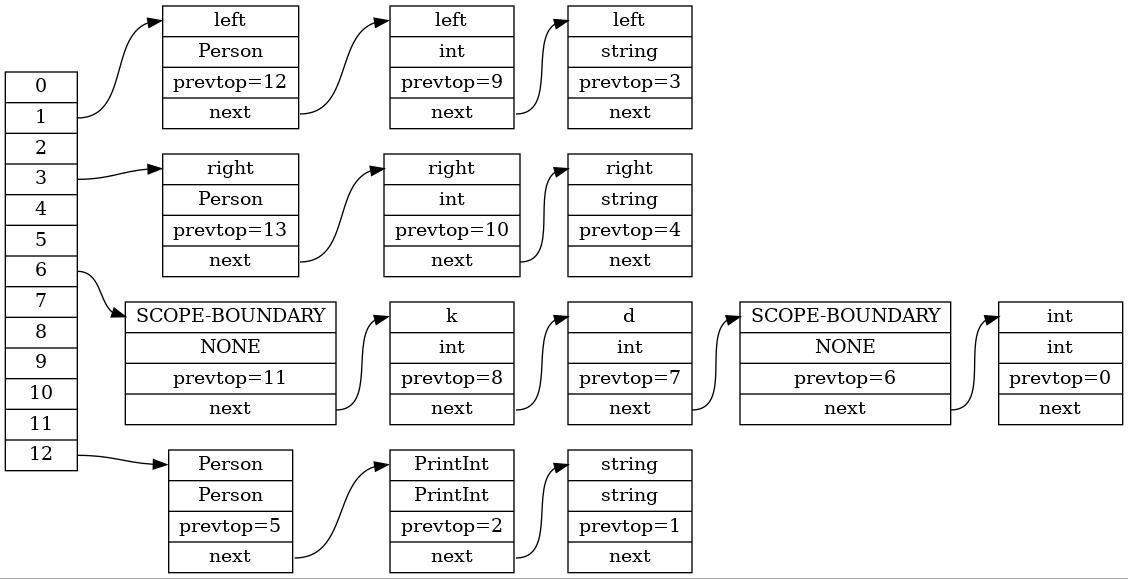 0
1
2
3
4
5
6
7
8
9
10
11
12
left
Person
prevtop=12
next
left
int
prevtop=9
next
left
string
prevtop=3
next
right
Person
prevtop=13
next
right
int
prevtop=10
next
right
string
prevtop=4
next
SCOPE-BOUNDARY
NONE
prevtop=11
next
k
int
prevtop=8
next
d
int
prevtop=7
next
SCOPE-BOUNDARY
NONE
prevtop=6
next
int
int
prevtop=0
next
Person
Person
prevtop=5
next
PrintInt
PrintInt
prevtop=2
next
string
string
prevtop=1
next